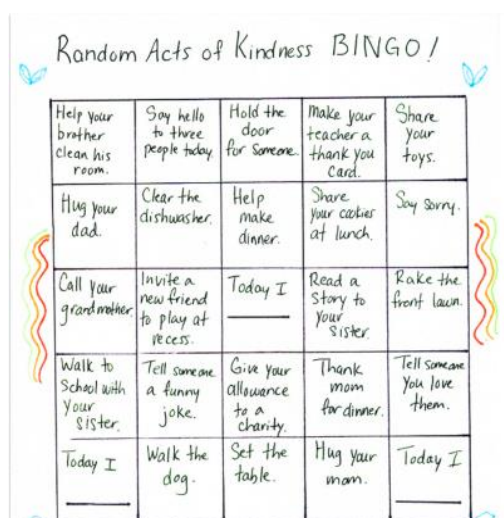 Random Acts of Kindness BINGO!
Help your
brother
clean his
room.
Say hello
to three
people today.
Hold the
door
for someone.
Make your
teacher a
thank you
card.
Share
your
toys.
Hug your
dad.
Clear the
dishwasher.
Help
make
dinner.
Share
your cookies
at lunch.
Say sorry.
Call your
grandmother.
Invite a
new friend
to play at
recess.
Today I
Read a
story to
your
sister.
Rake the
front lawn.
Walk to
school with
your
sister.
Tell someone
a funny
joke.
Give your
allowance
to a
charity.
Thank
mom
for dinner.
Tell someone
you love
them.
Today I
Walk the
dog.
Set the
table.
Hug your
mom.
Today I